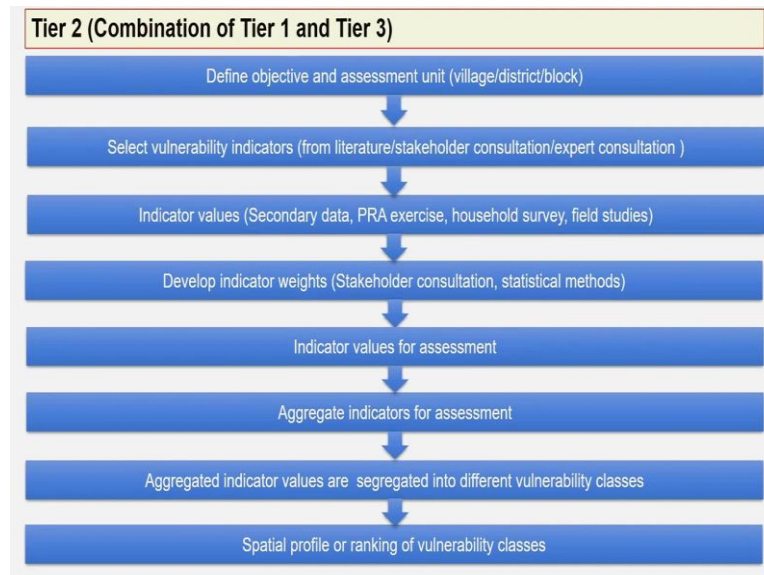 Tier 2 (Combination of Tier 1 and Tier 3)
Define objective and assessment unit (village/district/block)
Select vulnerability indicators (from literature/stakeholder consultation/expert consultation )
Indicator values (Secondary data, PRA exercise, household survey, field studies)
Develop indicator weights (Stakeholder consultation, statistical methods)
Indicator values for assessment
Aggregate indicators for assessment
Aggregated indicator values are segregated into different vulnerability classes
Spatial profile or ranking of vulnerability classes